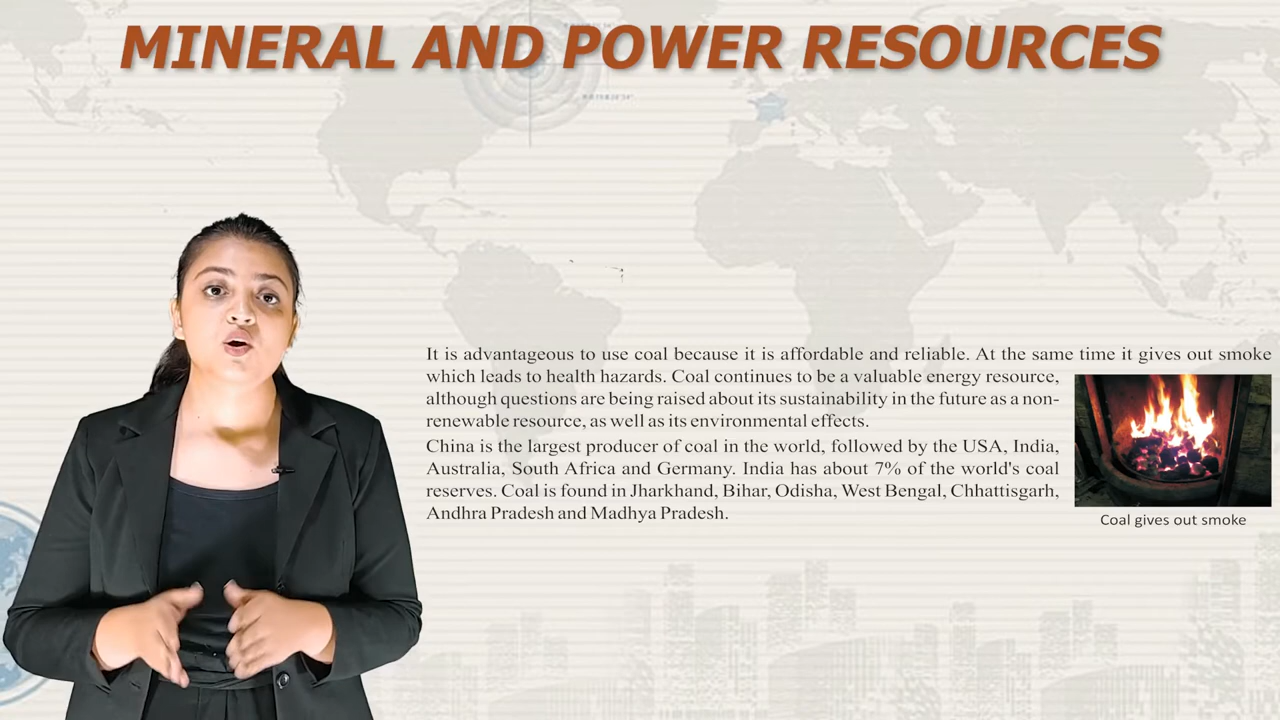 MINERAL AND POWER RESOURCES
It is advantageous to use coal because it is affordable and reliable. At the same time it gives out smoke
which leads to health hazards. Coal continues to be a valuable energy resource,
although questions are being raised about its sustainability in the future as a non-
renewable resource, as well as its environmental effects.
China is the largest producer of coal in the world, followed by the USA, India,
Australia, South Africa and Germany. India has about 7% of the world's coal
reserves. Coal is found in Jharkhand, Bihar, Odisha, West Bengal, Chhattisgarh,
Andhra Pradesh and Madhya Pradesh.
Coal gives out smoke